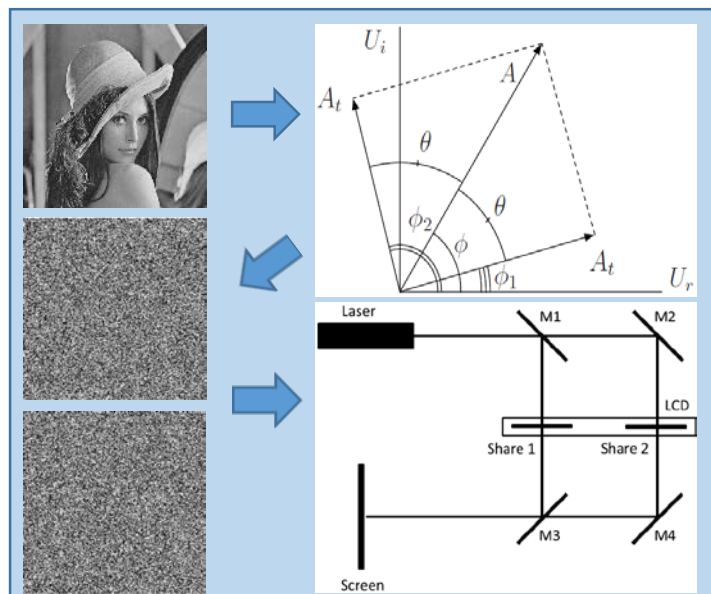 U_i
A
A_t
θ
θ
ϕ_2
ϕ
ϕ_1
A_t
U_r
Laser
M1
M2
LCD
Share 1
Share 2
M3
M4
Screen